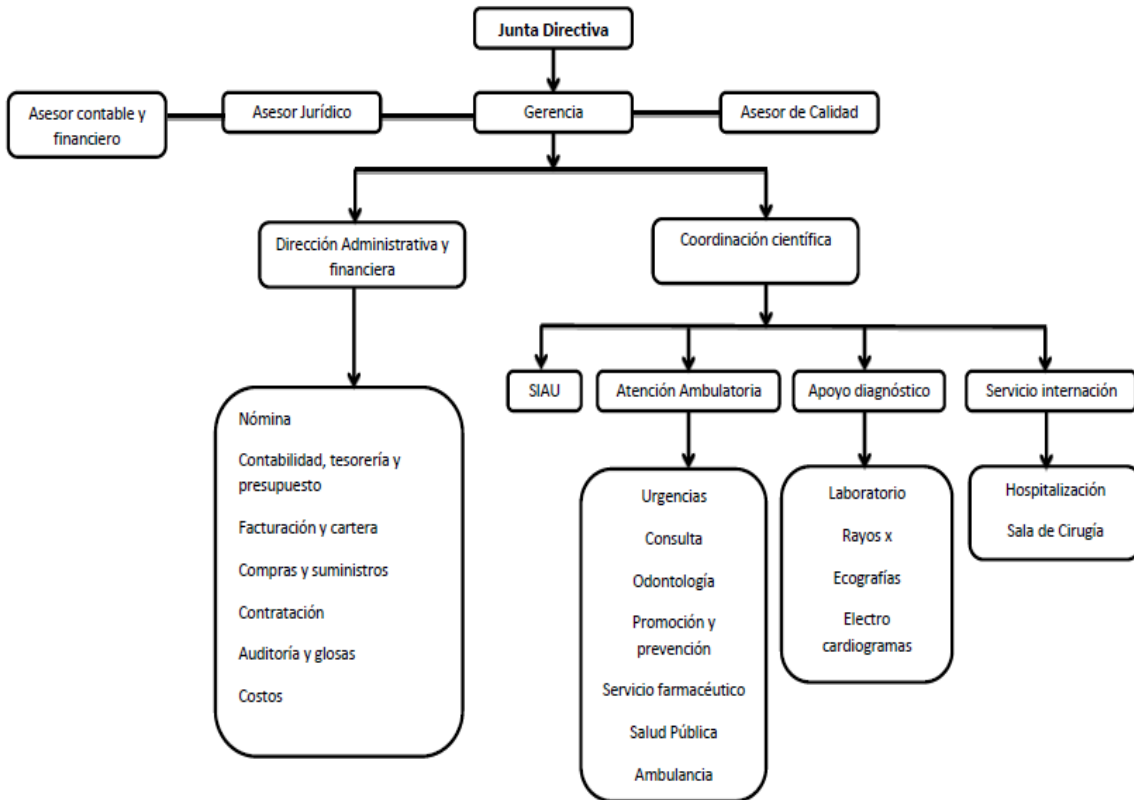 Junta Directiva
Asesor contable y
financiero
Asesor Jurídico
Gerencia
Asesor de Calidad
Dirección Administrativa y
financiera
Coordinación científica
SIAU
Atención Ambulatoria
Apoyo diagnóstico
Servicio internación
Nómina
Contabilidad, tesorería y
presupuesto
Facturación y cartera
Compras y suministros
Contratación
Auditoría y glosas
Costos
Urgencias
Consulta
Odontología
Promoción y
prevención
Servicio farmacéutico
Salud Pública
Ambulancia
Laboratorio
Rayos x
Ecografías
Electro
cardiogramas
Hospitalización
Sala de Cirugía